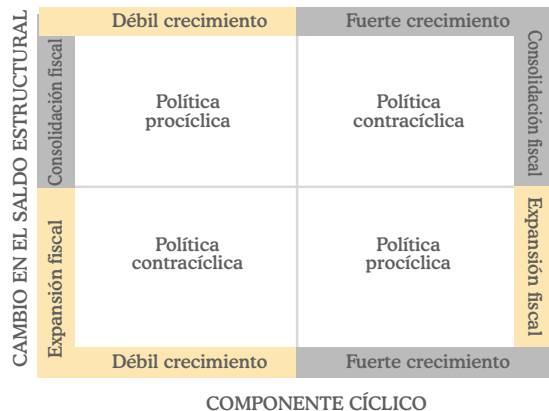 Débil crecimiento
Fuerte crecimiento
CAMBIO EN EL SALDO ESTRUCTURAL
Consolidación fiscal
Política
procíclica
Política
contracíclica
Consolidación fiscal
Expansión fiscal
Política
contracíclica
Política
procíclica
Expansión fiscal
Débil crecimiento
Fuerte crecimiento
COMPONENTE CÍCLICO